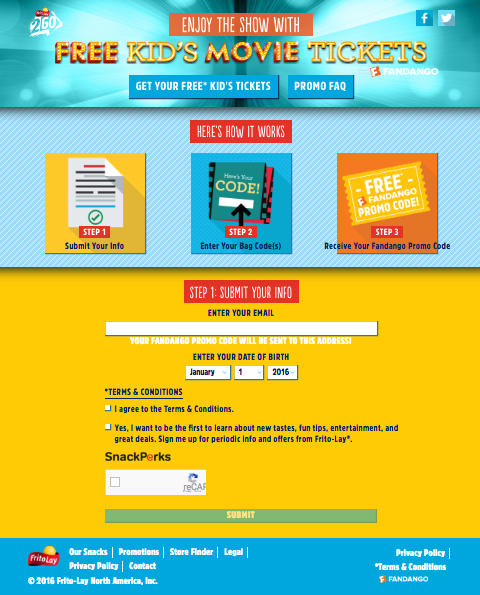 Frito Lay
2GO
ENJOY THE SHOW WITH
FREE KID'S MOVIE TICKETS
FANDANGO
GET YOUR FREE* KID'S TICKETS
PROMO FAQ
HERE'S HOW IT WORKS
STEP 1
Submit Your Info
Here's Your
CODE!
STEP 2
Enter Your Bag Code(s)
FREE*
FANDANGO
PROMO CODE!
STEP 3
Receive Your Fandango Promo Code
STEP 1: SUBMIT YOUR INFO
ENTER YOUR EMAIL
YOUR FANDANGO PROMO CODE WILL BE SENT TO THIS ADDRESS!
ENTER YOUR DATE OF BIRTH
January 1 2016
*TERMS & CONDITIONS
I agree to the Terms & Conditions.
Yes, I want to be the first to learn about new tastes, fun tips, entertainment, and
great deals. Sign me up for periodic info and offers from Frito-Lay*.
SnackPerks
reCAP
SUBMIT
Frito Lay
Our Snacks | Promotions | Store Finder | Legal |
Privacy Policy | Contact
© 2016 Frito-Lay North America, Inc.
Privacy Policy |
*Terms & Conditions
FANDANGO